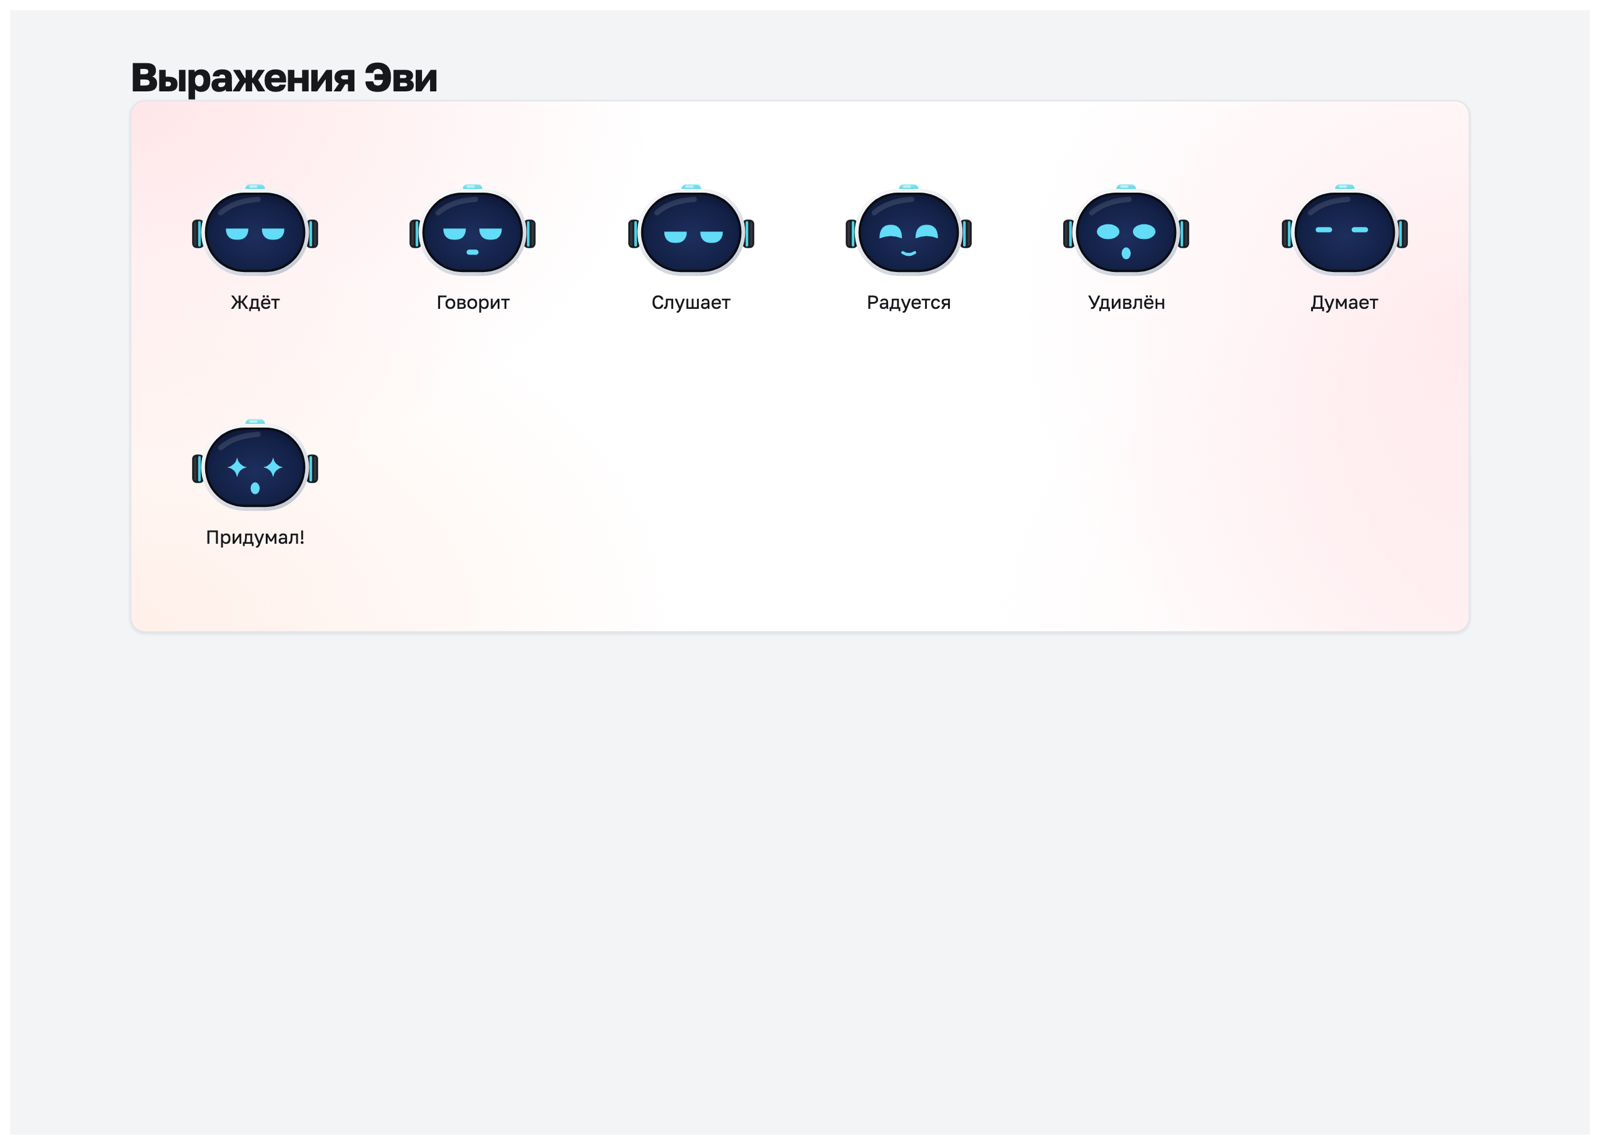 Выражения Эви
Ждёт
Говорит
Слушает
Радуется
Удивлён
Думает
Придумал!